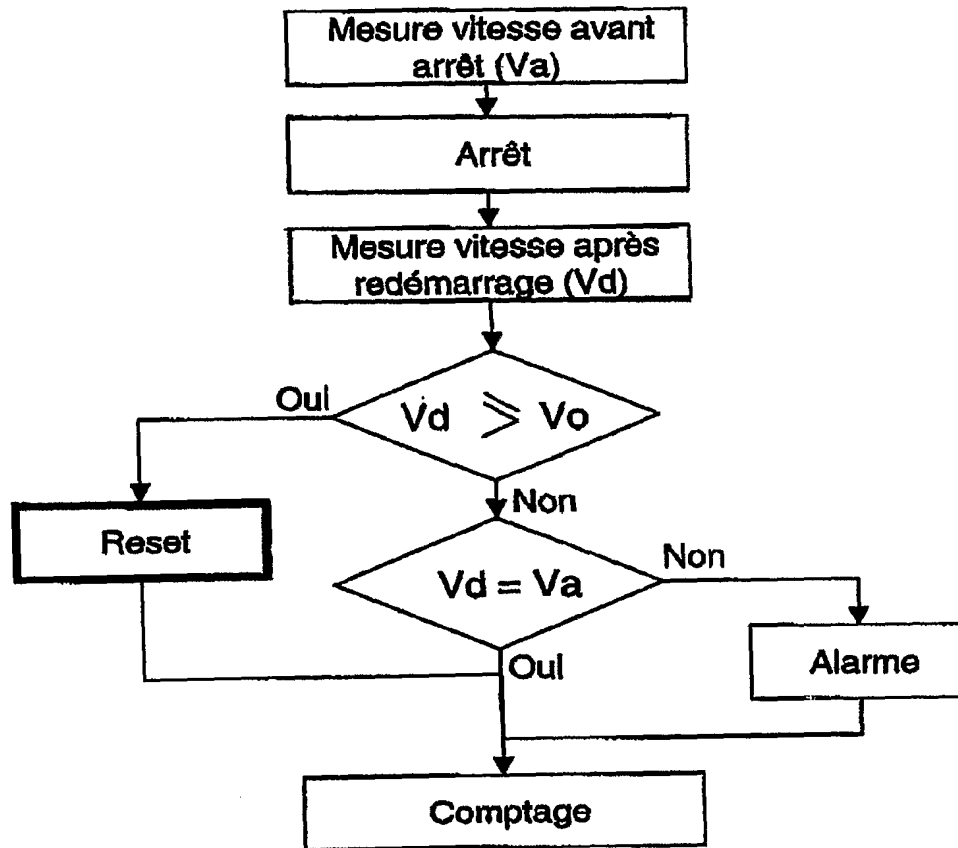 Mesure vitesse avant
arrêt (Va)
Arrêt
Mesure vitesse après
redémarrage (Vd)
Oui
Vd ⩾ Vo
Non
Reset
Non
Vd = Va
Oui
Alarme
Comptage